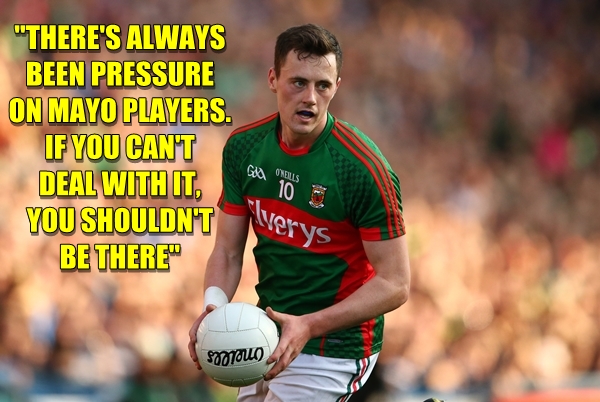 "THERE'S ALWAYS
BEEN PRESSURE
ON MAYO PLAYERS.
IF YOU CAN'T
DEAL WITH IT,
YOU SHOULDN'T
BE THERE"
GAA O'NEILLS
10
Elverys
O'NEILLS